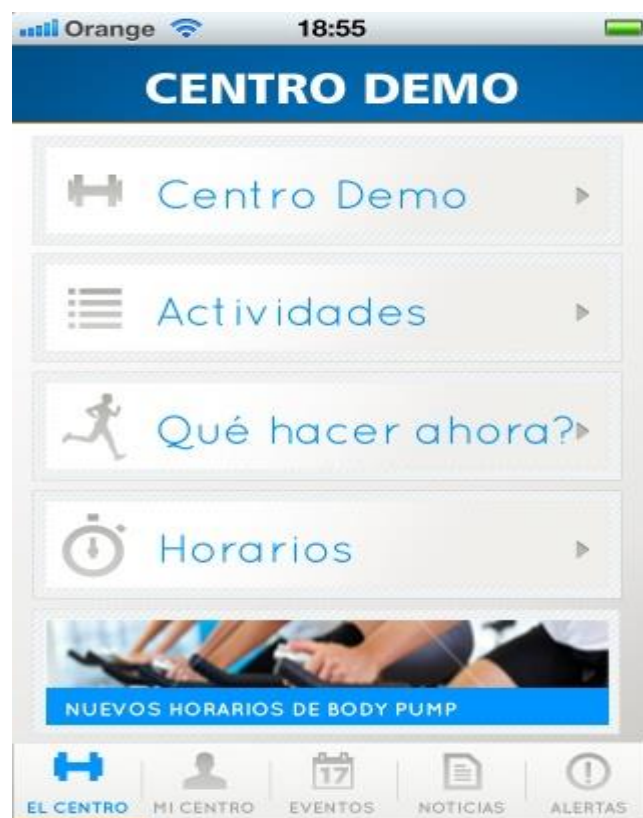 Orange 18:55
CENTRO DEMO
Centro Demo
Actividades
Qué hacer ahora?
Horarios
NUEVOS HORARIOS DE BODY PUMP
17
EL CENTRO MI CENTRO EVENTOS NOTICIAS ALERTAS